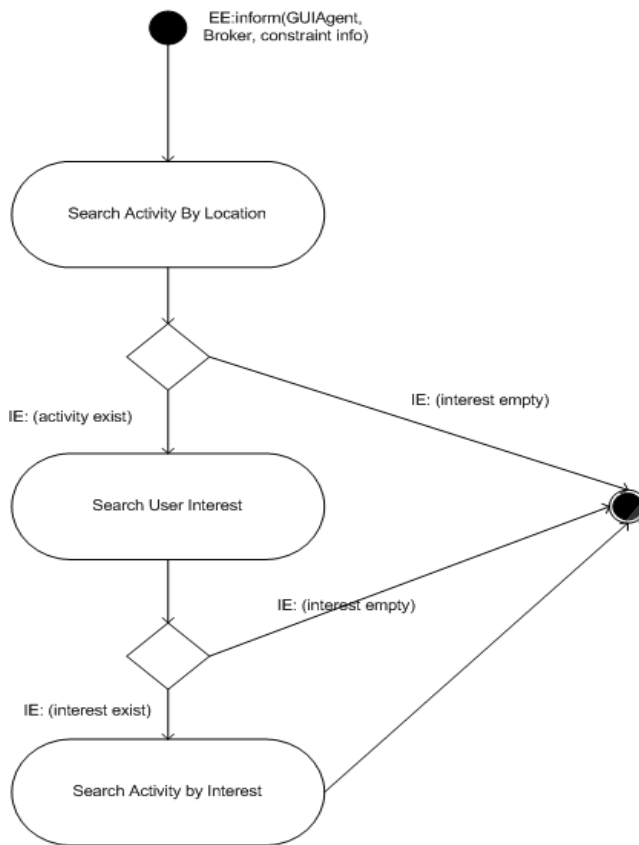 EE:inform(GUIAgent,
Broker, constraint info)
Search Activity By Location
IE: (interest empty)
IE: (activity exist)
Search User Interest
IE: (interest empty)
IE: (interest exist)
Search Activity by Interest